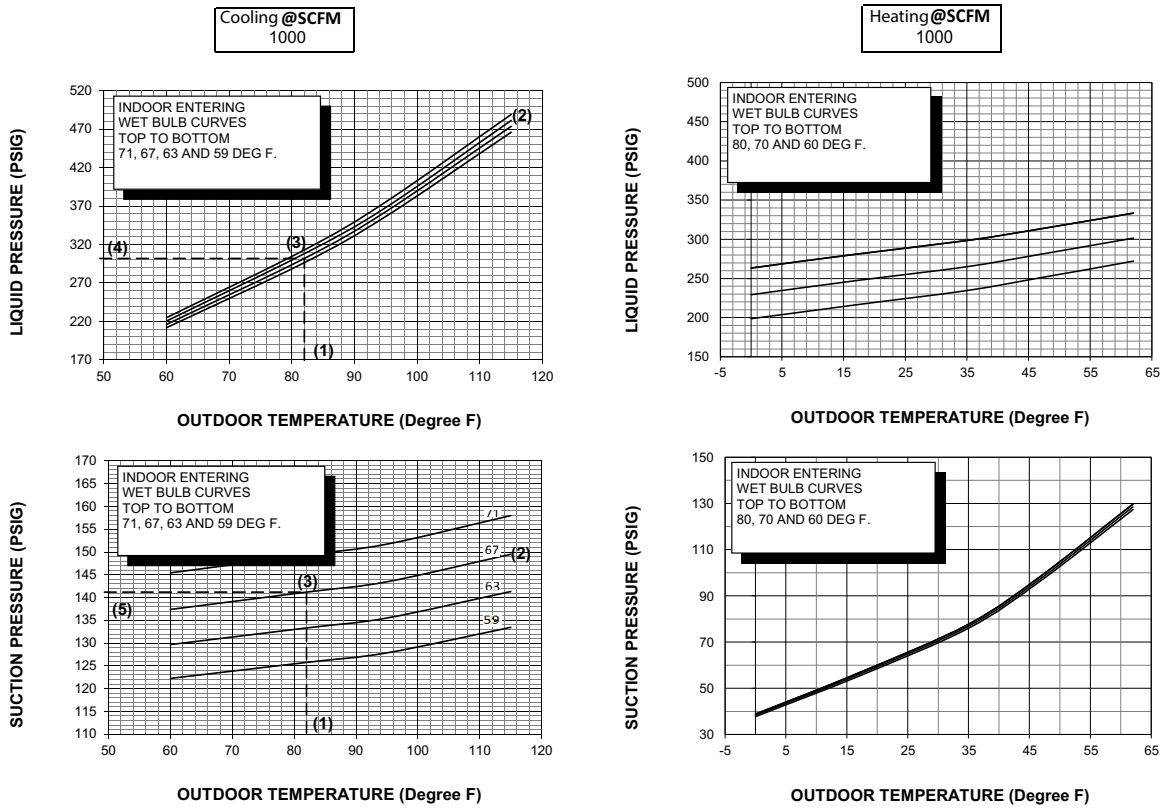 Cooling @SCFM
1000
Heating @SCFM
1000
LIQUID PRESSURE (PSIG)
520
470
420
370
320
270
220
170
INDOOR ENTERING
WET BULB CURVES
TOP TO BOTTOM
71, 67, 63 AND 59 DEG F.
(2)
(3)
(4)
(1)
50 60 70 80 90 100 110 120
OUTDOOR TEMPERATURE (Degree F)
LIQUID PRESSURE (PSIG)
500
450
400
350
300
250
200
150
INDOOR ENTERING
WET BULB CURVES
TOP TO BOTTOM
80, 70 AND 60 DEG F.
-5 5 15 25 35 45 55 65
OUTDOOR TEMPERATURE (Degree F)
SUCTION PRESSURE (PSIG)
170
165
160
155
150
145
140
135
130
125
120
115
110
INDOOR ENTERING
WET BULB CURVES
TOP TO BOTTOM
71, 67, 63 AND 59 DEG F.
71
67
(2)
(3)
63
(5)
59
(1)
50 60 70 80 90 100 110 120
OUTDOOR TEMPERATURE (Degree F)
SUCTION PRESSURE (PSIG)
150
130
110
90
70
50
30
INDOOR ENTERING
WET BULB CURVES
TOP TO BOTTOM
80, 70 AND 60 DEG F.
-5 5 15 25 35 45 55 65
OUTDOOR TEMPERATURE (Degree F)